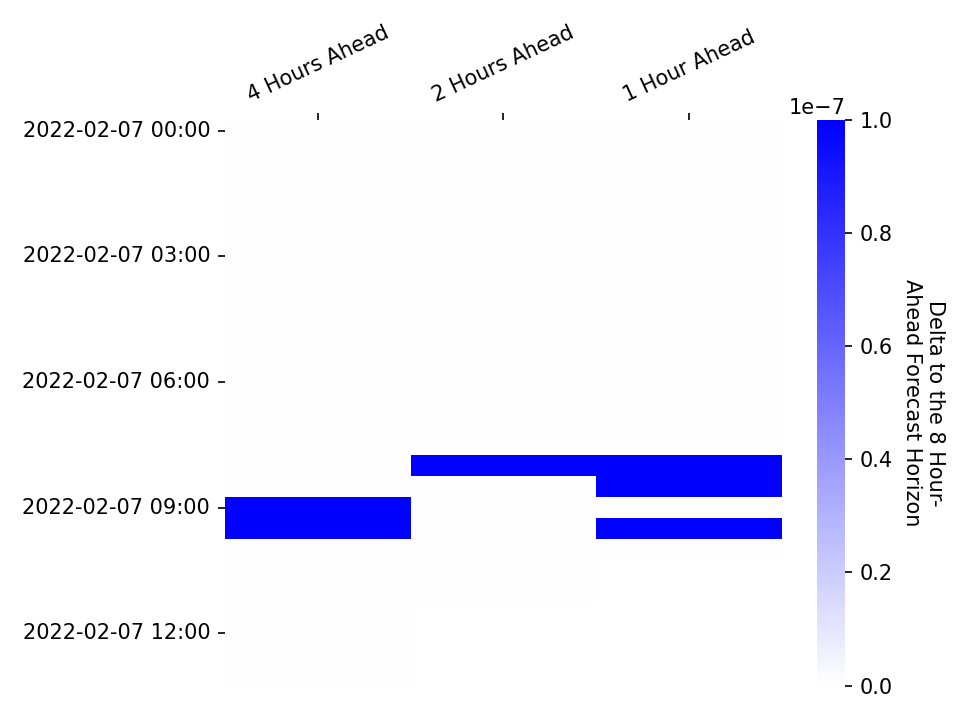 4 Hours Ahead
2 Hours Ahead
1 Hour Ahead
1e−7
2022-02-07 00:00
2022-02-07 03:00
2022-02-07 06:00
2022-02-07 09:00
2022-02-07 12:00
1.0
0.8
0.6
0.4
0.2
0.0
Delta to the 8 Hour-
Ahead Forecast Horizon